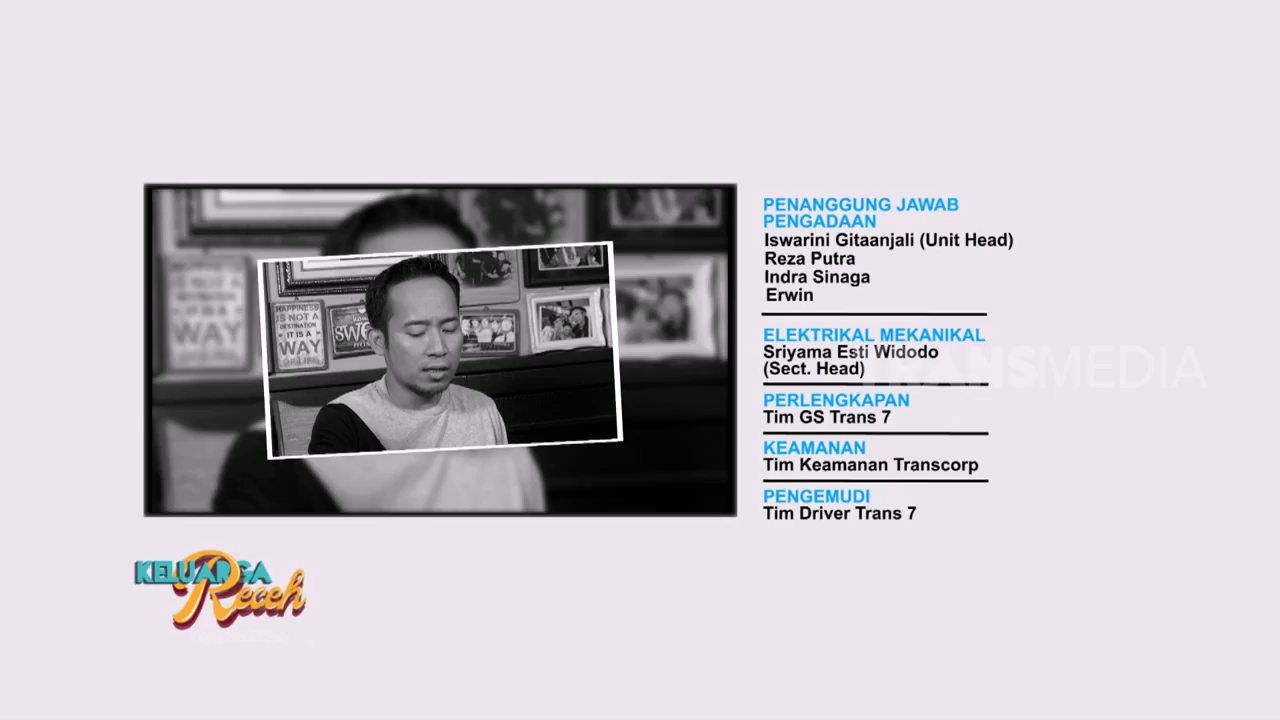 HAPPINESS
IS NOT A
DESTINATION
IT IS A
WAY
OF LIFE
PENANGGUNG JAWAB
PENGADAAN
Iswarini Gitaanjali (Unit Head)
Reza Putra
Indra Sinaga
Erwin
ELEKTRIKAL MEKANIKAL
Sriyama Esti Widodo
(Sect. Head)
TRANSMEDIA
PERLENGKAPAN
Tim GS Trans 7
KEAMANAN
Tim Keamanan Transcorp
PENGEMUDI
Tim Driver Trans 7
KELUARGA
Receh